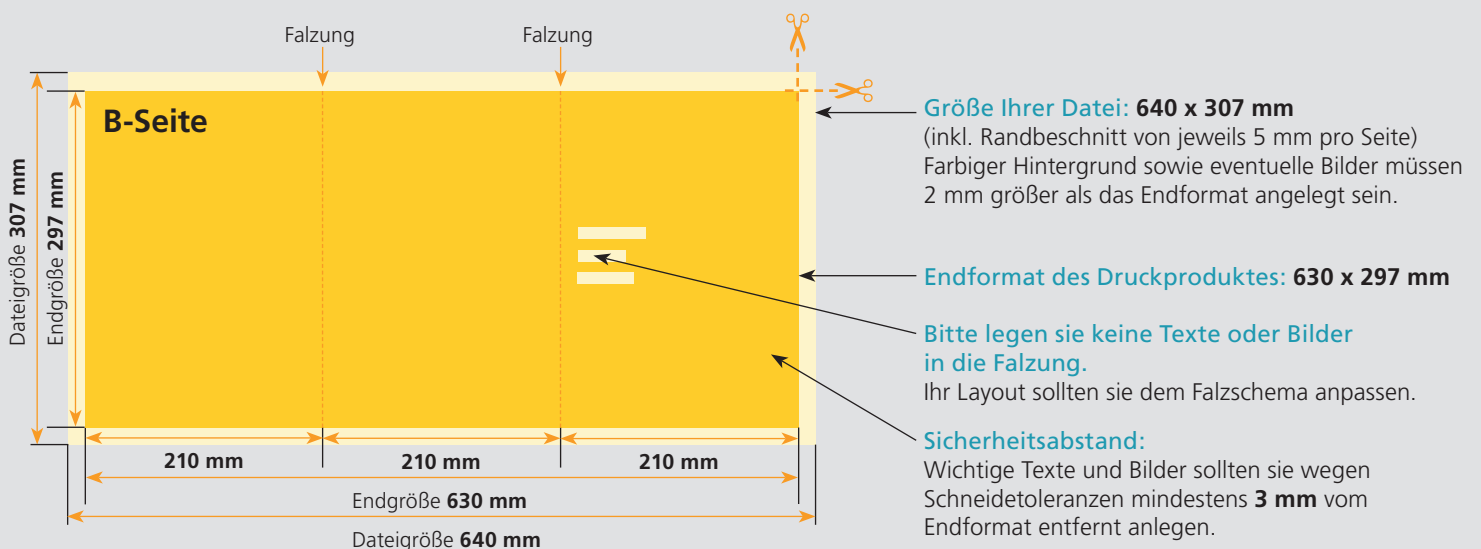 Falzung
Falzung
B-Seite
Dateigröße 307 mm
Endgröße 297 mm
210 mm
210 mm
210 mm
Endgröße 630 mm
Dateigröße 640 mm
Größe Ihrer Datei: 640 x 307 mm
(inkl. Randbeschnitt von jeweils 5 mm pro Seite)
Farbiger Hintergrund sowie eventuelle Bilder müssen
2 mm größer als das Endformat angelegt sein.
Endformat des Druckproduktes: 630 x 297 mm
Bitte legen sie keine Texte oder Bilder
in die Falzung.
Ihr Layout sollten sie dem Falzschema anpassen.
Sicherheitsabstand:
Wichtige Texte und Bilder sollten sie wegen
Schneidetoleranzen mindestens 3 mm vom
Endformat entfernt anlegen.